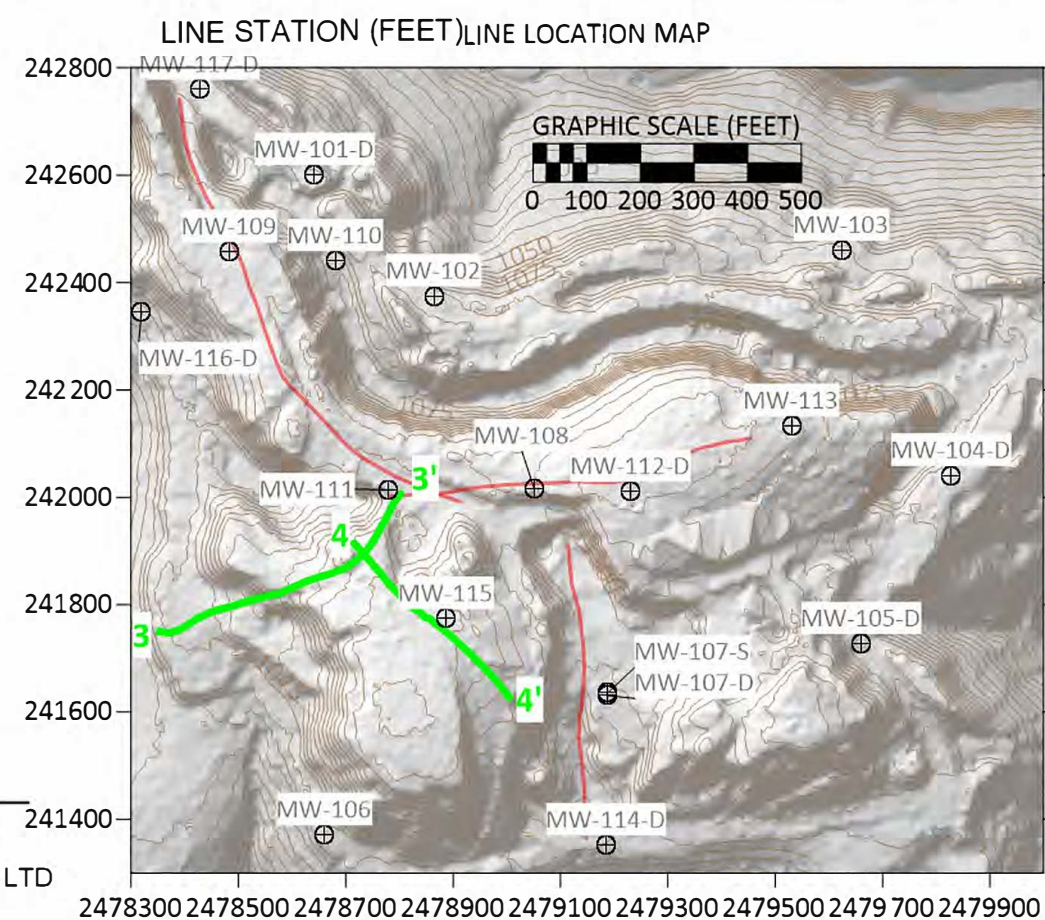 LINE STATION (FEET)LINE LOCATION MAP
242800
MW-117-D
GRAPHIC SCALE (FEET)
MW-101-D
242600
0 100 200 300 400 500
MW-109
MW-110
MW-103
1050
MW-102
1075
242400
MW-116-D
242200
MW-113
1075
1075
MW-108
MW-104-D
MW-112-D
3'
MW-111
242000
4
MW-115
241800
3
MW-105-D
MW-107-S
MW-107-D
4'
241600
MW-106
MW-114-D
241400
LTD
2478300 2478500 2478700 2478900 2479100 2479300 2479500 2479700 2479900